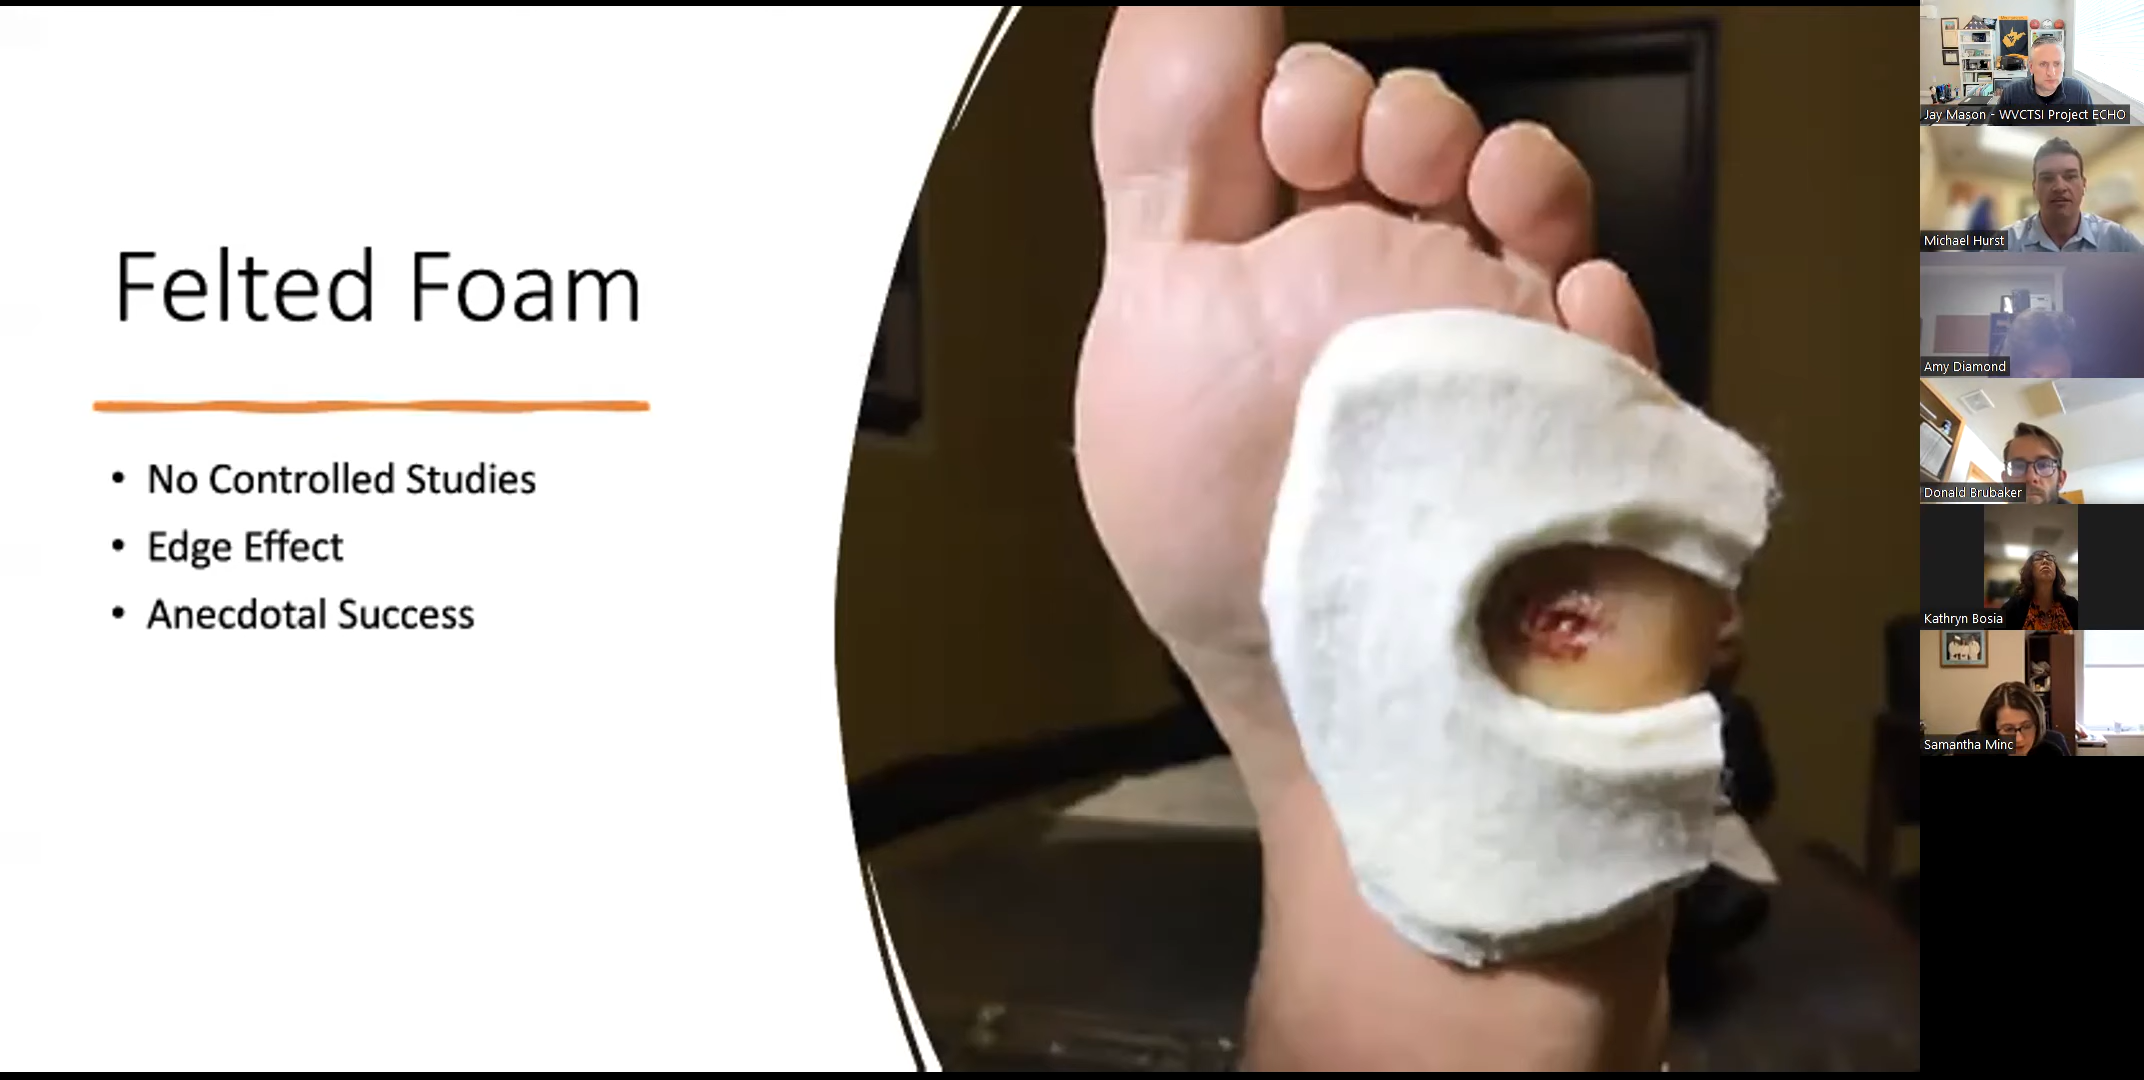 Felted Foam
• No Controlled Studies
• Edge Effect
• Anecdotal Success
Jay Mason - WVCTSI Project ECHO
Michael Hurst
Amy Diamond
Donald Brubaker
Kathryn Bosia
Samantha Minc